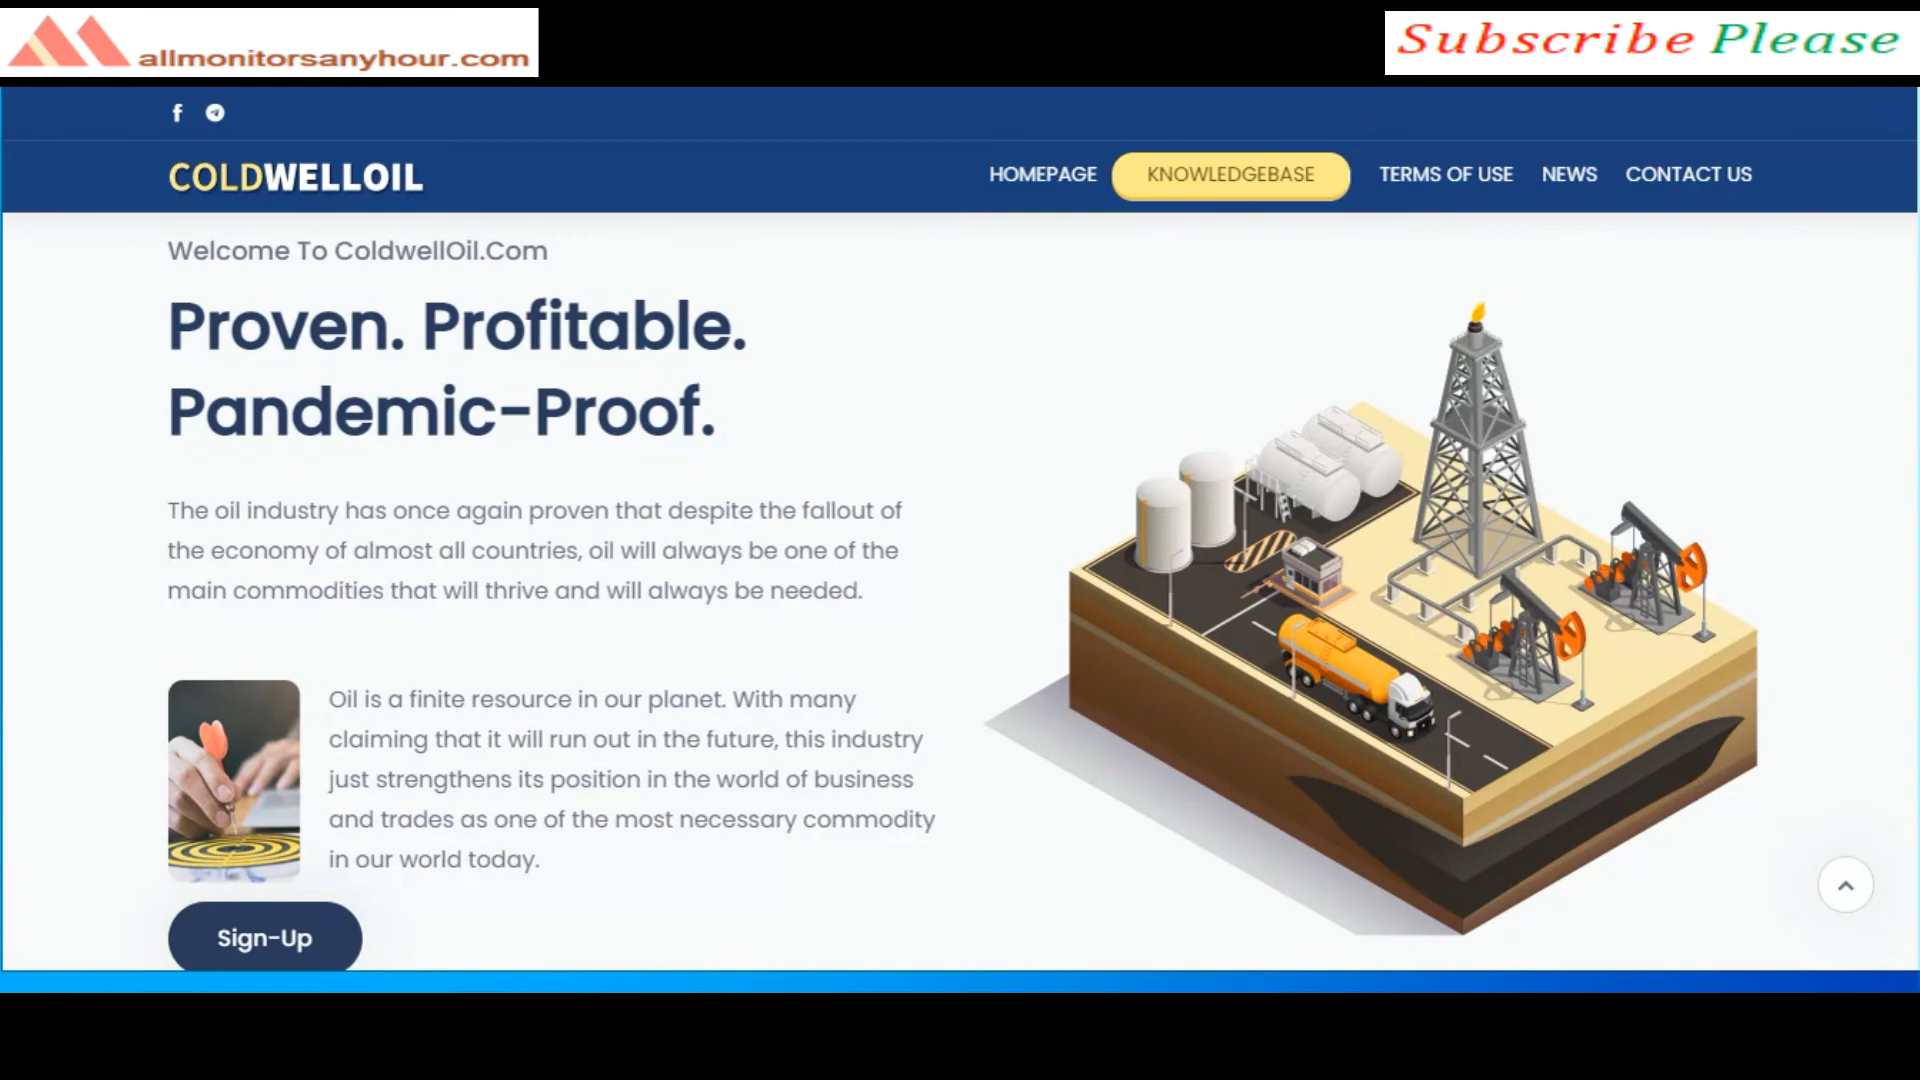 allmonitorsanyhour.com
Subscribe Please
COLDWELLOIL
HOMEPAGE KNOWLEDGEBASE TERMS OF USE NEWS CONTACT US
Welcome To ColdwellOil.Com
Proven. Profitable.
Pandemic-Proof.
The oil industry has once again proven that despite the fallout of
the economy of almost all countries, oil will always be one of the
main commodities that will thrive and will always be needed.
Oil is a finite resource in our planet. With many
claiming that it will run out in the future, this industry
just strengthens its position in the world of business
and trades as one of the most necessary commodity
in our world today.
Sign-Up